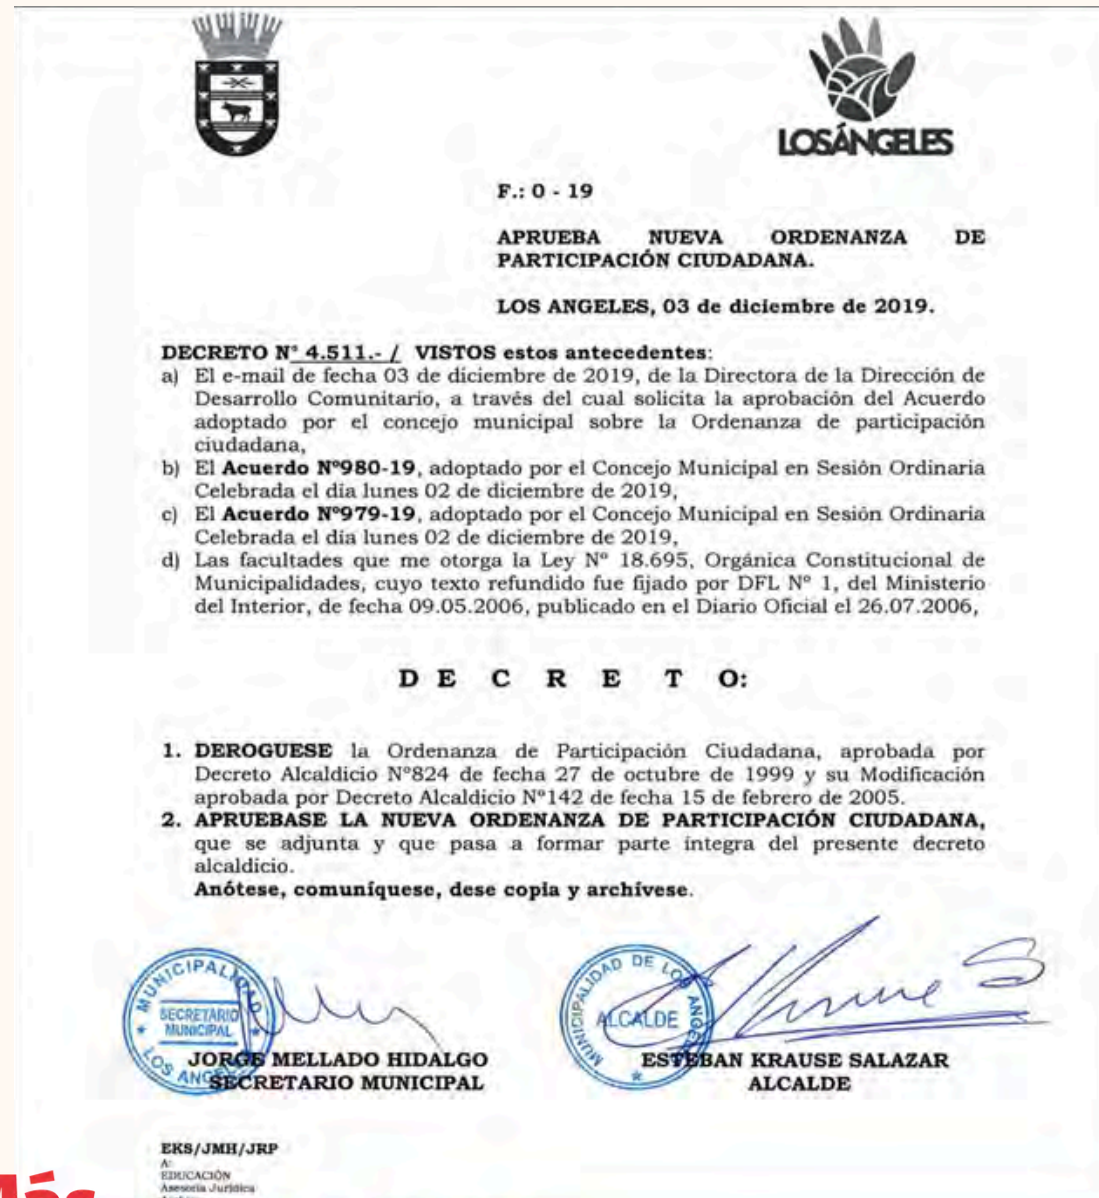 LOSÁNGELES
F.: 0 - 19
APRUEBA NUEVA ORDENANZA DE
PARTICIPACIÓN CIUDADANA.
LOS ANGELES, 03 de diciembre de 2019.
DECRETO N° 4.511.- / VISTOS estos antecedentes:
a) El e-mail de fecha 03 de diciembre de 2019, de la Directora de la Dirección de
Desarrollo Comunitario, a través del cual solicita la aprobación del Acuerdo
adoptado por el concejo municipal sobre la Ordenanza de participación
ciudadana,
b) El Acuerdo Nº980-19, adoptado por el Concejo Municipal en Sesión Ordinaria
Celebrada el día lunes 02 de diciembre de 2019,
c) El Acuerdo Nº979-19, adoptado por el Concejo Municipal en Sesión Ordinaria
Celebrada el día lunes 02 de diciembre de 2019,
d) Las facultades que me otorga la Ley Nº 18.695, Orgánica Constitucional de
Municipalidades, cuyo texto refundido fue fijado por DFL Nº 1, del Ministerio
del Interior, de fecha 09.05.2006, publicado en el Diario Oficial el 26.07.2006,
D E C R E T O:
1. DEROGUESE la Ordenanza de Participación Ciudadana, aprobada por
Decreto Alcaldicio Nº824 de fecha 27 de octubre de 1999 y su Modificación
aprobada por Decreto Alcaldicio Nº142 de fecha 15 de febrero de 2005.
2. APRUEBASE LA NUEVA ORDENANZA DE PARTICIPACIÓN CIUDADANA,
que se adjunta y que pasa a formar parte íntegra del presente decreto
alcaldicio.
Anótese, comuníquese, dese copia y archívese.
MUNICIPALIDAD
SECRETARIO
MUNICIPAL
LOS ANGELES
JORGE MELLADO HIDALGO
SECRETARIO MUNICIPAL
MUNICIPALIDAD DE LOS ANGELES
ALCALDE
ESTEBAN KRAUSE SALAZAR
ALCALDE
EKS/JMH/JRP
A:
EDUCACIÓN
Asesoría Jurídica
Más